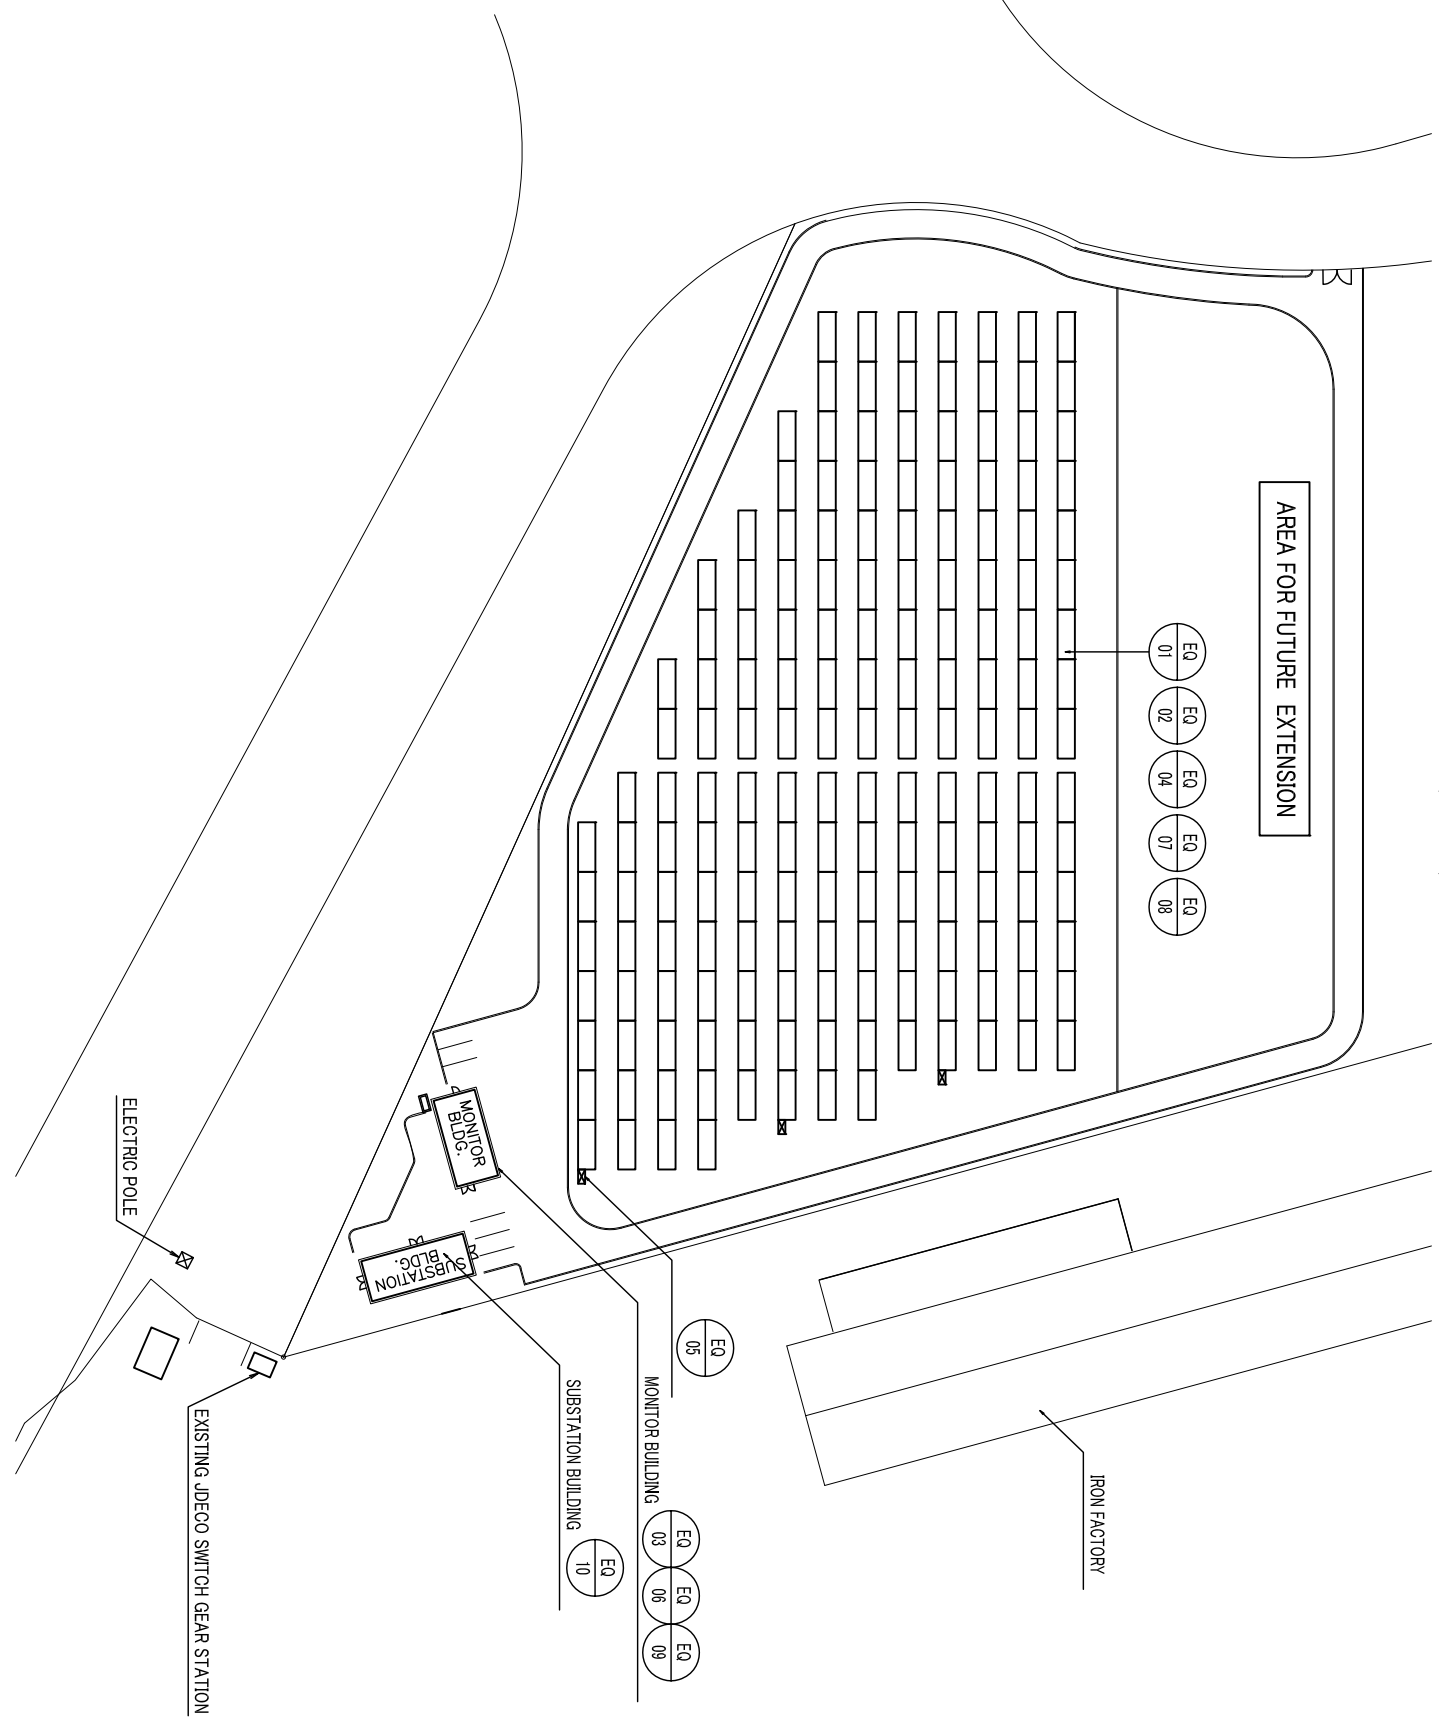 AREA FOR FUTURE EXTENSION
EQ
01
EQ
02
EQ
04
EQ
07
EQ
08
IRON FACTORY
EQ
05
MONITOR BUILDING
EQ
03
EQ
06
EQ
09
SUBSTATION BUILDING
EQ
10
MONITOR
BLDG.
SUBSTATION
BLDG.
EXISTING JDECO SWITCH GEAR STATION
ELECTRIC POLE